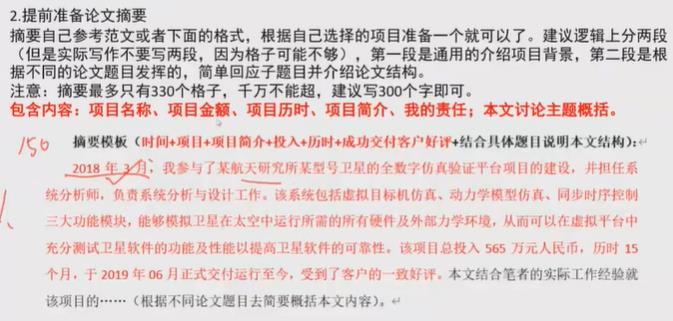 2.提前准备论文摘要
摘要自己参考范文或者下面的格式，根据自己选择的项目准备一个就可以了。建议逻辑上分两段
（但是实际写作不要写两段，因为格子可能不够），第一段是通用的介绍项目背景，第二段是根
据不同的论文题目发挥的，简单回应子题目并介绍论文结构。
注意：摘要最多只有330个格子，千万不能超，建议写300个字即可。
包含内容：项目名称、项目金额、项目历时、项目简介、我的责任；本文讨论主题概括。
150
摘要模板（时间+项目+项目简介+投入+历时+成功交付客户好评+结合具体题目说明本文结构）：
2018 年 3 月，我参与了某航天研究所某型号卫星的全数字仿真验证平台项目的建设，并担任系
统分析师，负责系统分析与设计工作。该系统包括虚拟目标机仿真、动力学模型仿真、同步时序控制
三大功能模块，能够模拟卫星在太空中运行所需的所有硬件及外部力学环境，从而可以在虚拟平台中
充分测试卫星软件的功能及性能以提高卫星软件的可靠性。该项目总投入 565 万元人民币，历时 15
个月，于 2019 年 06 月正式交付运行至今，受到了客户的一致好评。本文结合笔者的实际工作经验就
该项目的……（根据不同论文题目去简要概括本文内容）。